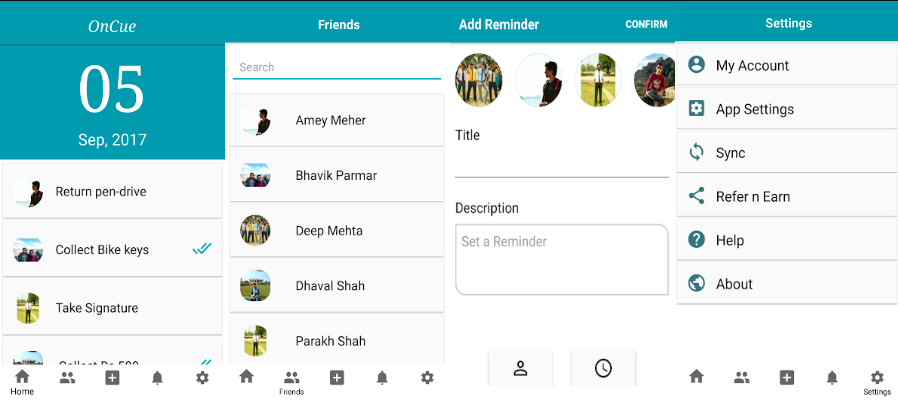 OnCue
05
Sep, 2017
Return pen-drive
Collect Bike keys
Take Signature
Home
Friends
Search
Amey Meher
Bhavik Parmar
Deep Mehta
Dhaval Shah
Parakh Shah
Friends
Add Reminder
CONFIRM
Title
Description
Set a Reminder
Settings
My Account
App Settings
Sync
Refer n Earn
Help
About
Settings